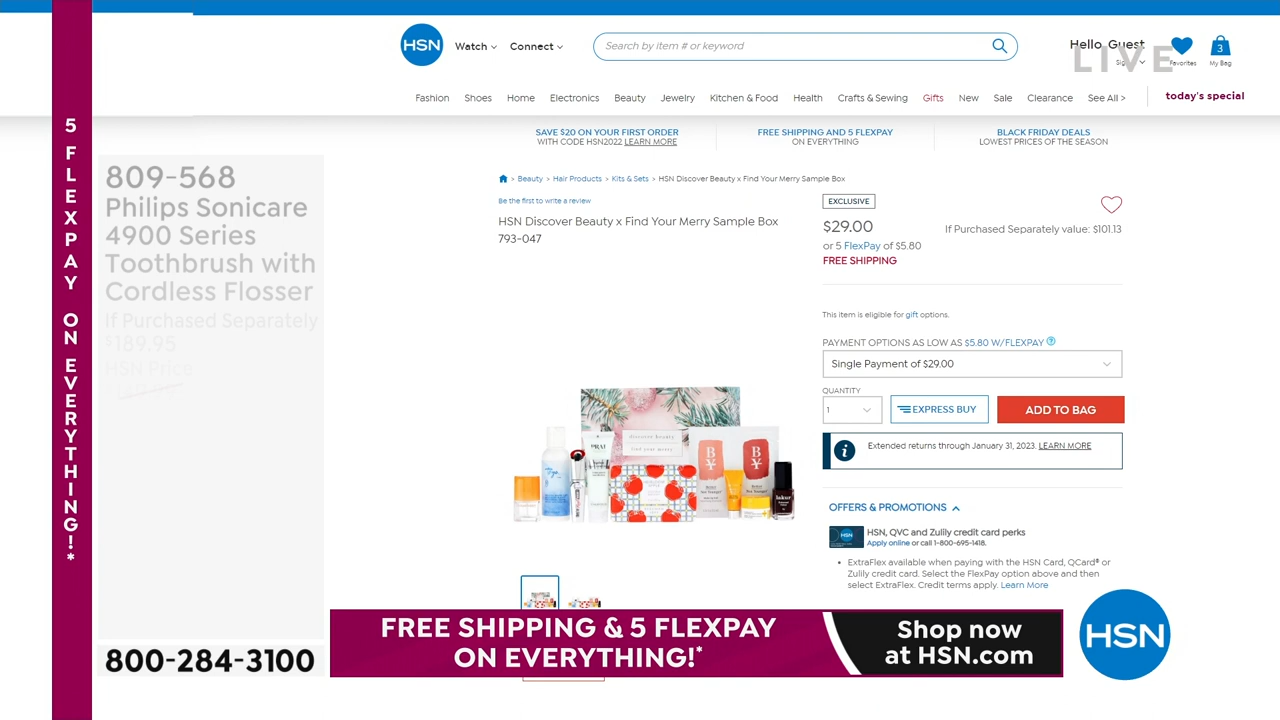 HSN
Watch
Connect
Search by item # or keyword
Hello, Guest
LIVE
Favorites
3
My Bag
Fashion
Shoes
Home
Electronics
Beauty
Jewelry
Kitchen & Food
Health
Crafts & Sewing
Gifts
New
Sale
Clearance
See All >
today's special
SAVE $20 ON YOUR FIRST ORDER
WITH CODE HSN2022 LEARN MORE
FREE SHIPPING AND 5 FLEXPAY
ON EVERYTHING
BLACK FRIDAY DEALS
LOWEST PRICES OF THE SEASON
5 FLEXPAY ON EVERYTHING!*
809-568
Philips Sonicare
4900 Series
Toothbrush with
Cordless Flosser
If Purchased Separately
$189.95
HSN Price
800-284-3100
> Beauty > Hair Products > Kits & Sets > HSN Discover Beauty x Find Your Merry Sample Box
Be the first to write a review
HSN Discover Beauty x Find Your Merry Sample Box
793-047
EXCLUSIVE
$29.00
If Purchased Separately value: $101.13
or 5 FlexPay of $5.80
FREE SHIPPING
This item is eligible for gift options.
PAYMENT OPTIONS AS LOW AS $5.80 W/FLEXPAY
Single Payment of $29.00
QUANTITY
1
EXPRESS BUY
ADD TO BAG
Extended returns through January 31, 2023. LEARN MORE
OFFERS & PROMOTIONS
HSN, QVC and Zulily credit card perks
Apply online or call 1-800-695-1418.
• ExtraFlex available when paying with the HSN Card, QCard® or
Zulily credit card. Select the FlexPay option above and then
select ExtraFlex. Credit terms apply. Learn More
discover beauty
find your merry
PRAI
FREE SHIPPING & 5 FLEXPAY
ON EVERYTHING!*
Shop now
at HSN.com
HSN